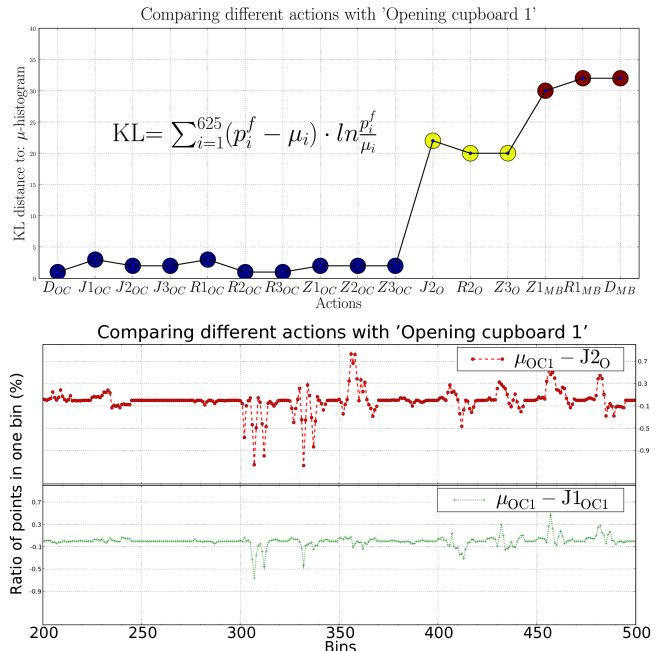 Comparing different actions with 'Opening cupboard 1'
40
35
30
25
20
15
10
5
0
KL distance to: μ-histogram
KL= ∑_{i=1}^{625}(p_i^f − μ_i) · ln p_i^f/μ_i
D_OC J1_OC J2_OC J3_OC R1_OC R2_OC R3_OC Z1_OC Z2_OC Z3_OC J2_O R2_O Z3_O Z1_MB R1_MB D_MB
Actions
Comparing different actions with 'Opening cupboard 1'
μ_OC1 − J2_O
0.7
0.3
-0.1
-0.5
-0.9
Ratio of points in one bin (%)
μ_OC1 − J1_OC1
0.7
0.3
-0.1
-0.5
-0.9
200 250 300 350 400 450 500
Bins